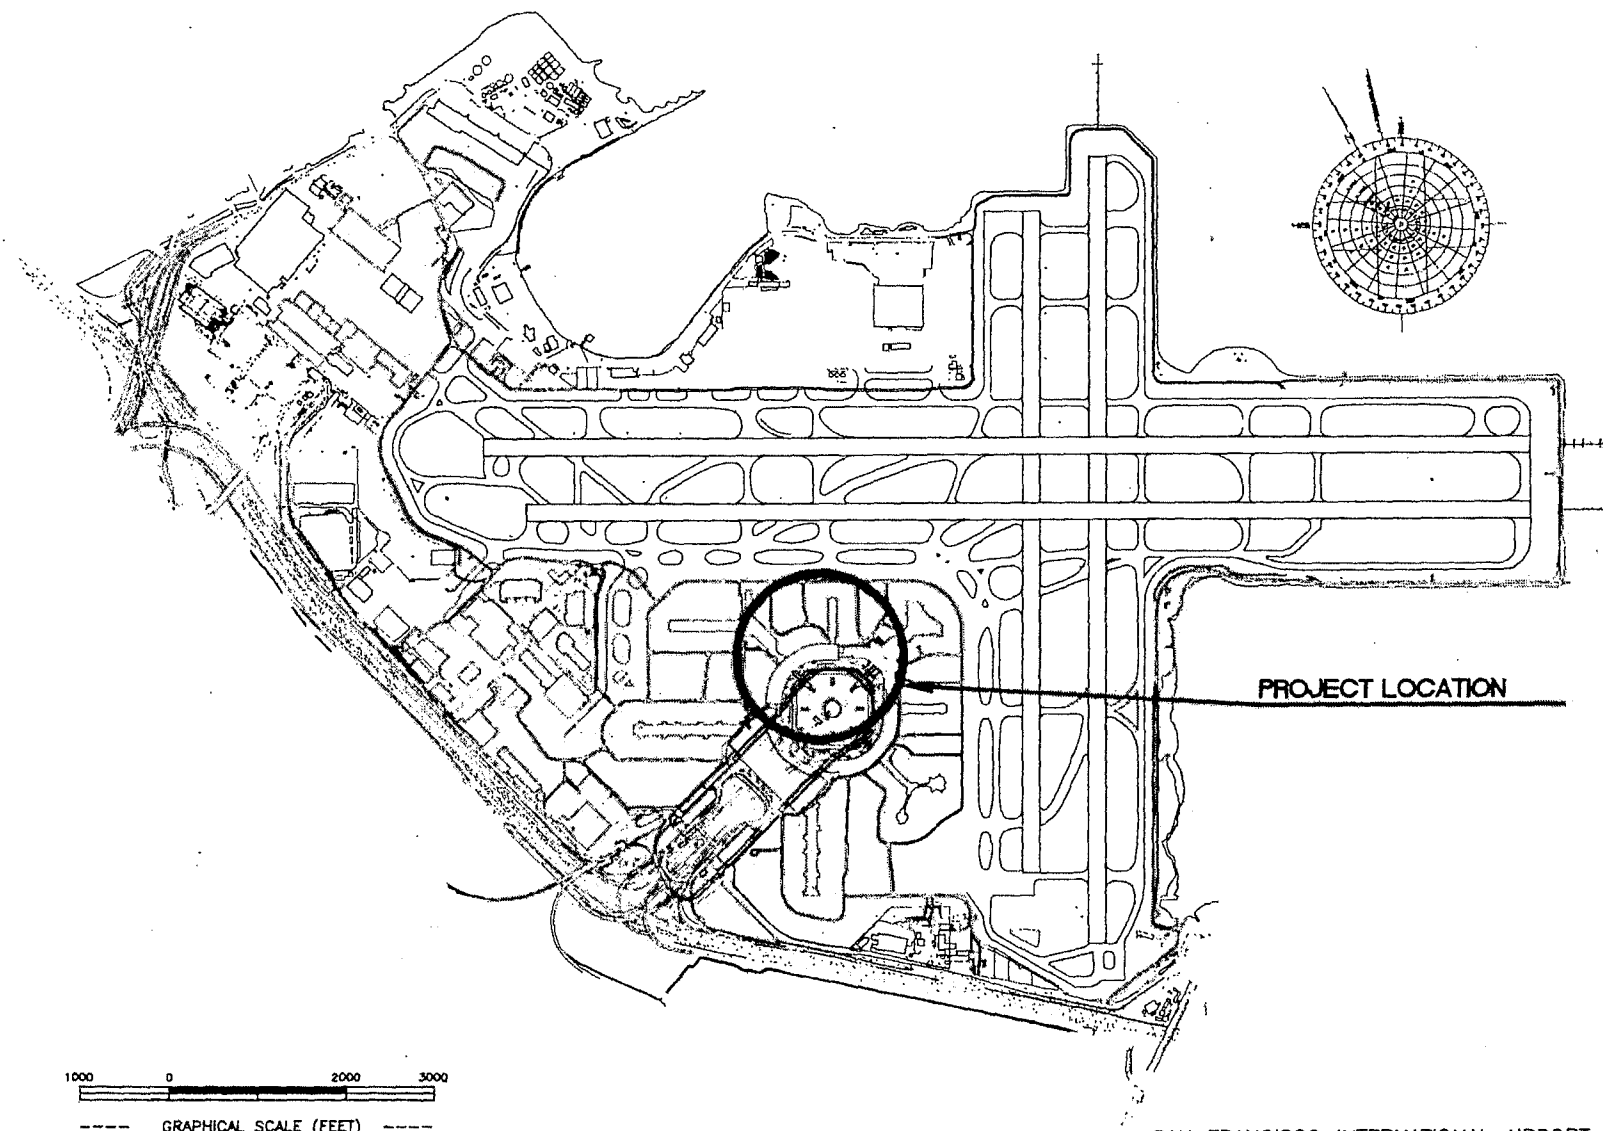 PROJECT LOCATION
1000 0 2000 3000
GRAPHICAL SCALE (FEET)
SAN FRANCISCO INTERNATIONAL AIRPORT